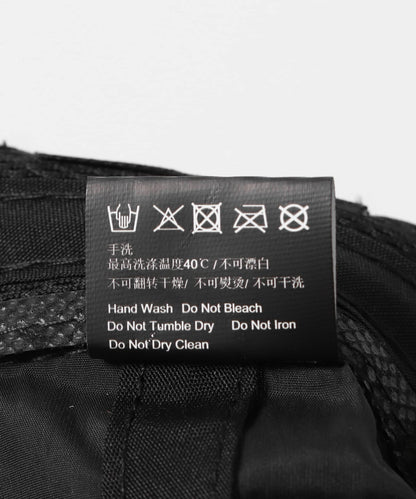 手洗
最高洗涤温度40℃/不可漂白
不可翻转干燥/不可熨烫/不可干洗
Hand Wash Do Not Bleach
Do Not Tumble Dry Do Not Iron
Do Not Dry Clean